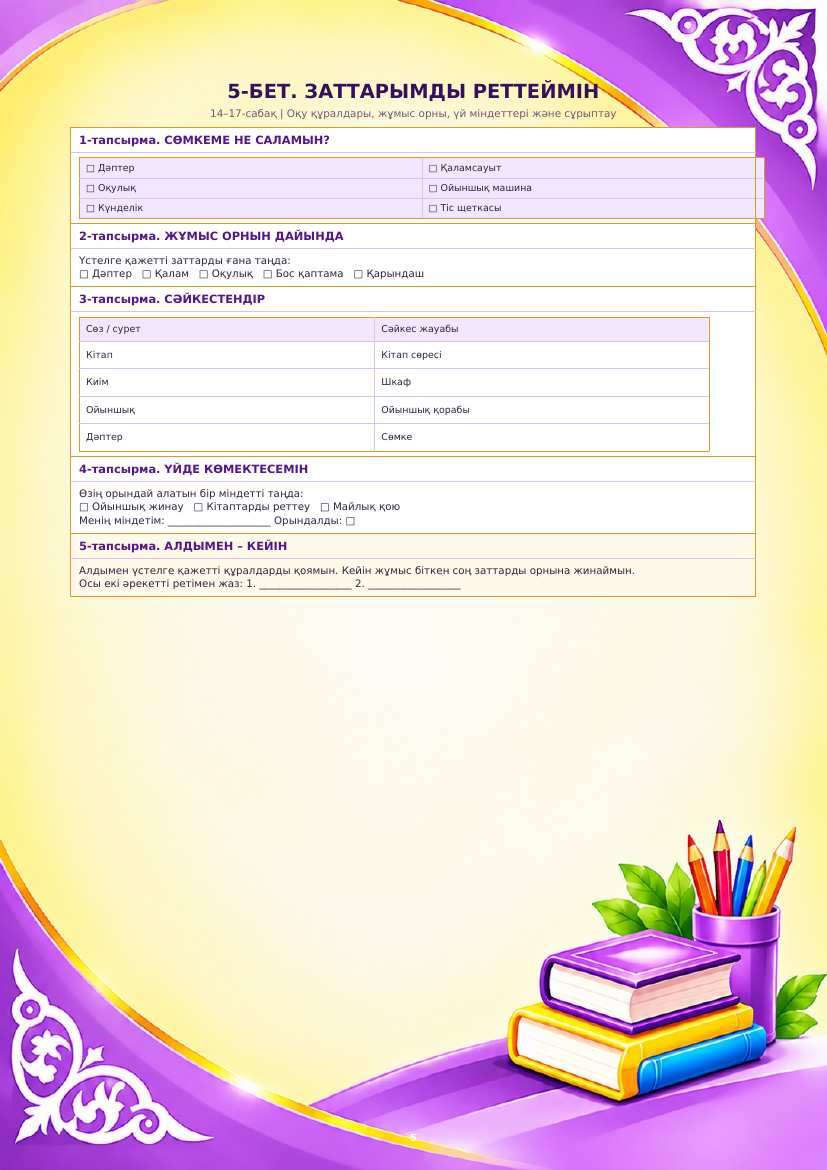 5-БЕТ. ЗАТТАРЫМДЫ РЕТТЕЙМІН
14–17-сабақ | Оқу құралдары, жұмыс орны, үй міндеттері және сұрыптау
1-тапсырма. СӨМКЕМЕ НЕ САЛАМЫН?
☐ Дәптер ☐ Қаламсауыт
☐ Оқулық ☐ Ойыншық машина
☐ Күнделік ☐ Тіс щеткасы
2-тапсырма. ЖҰМЫС ОРНЫН ДАЙЫНДА
Үстелге қажетті заттарды ғана таңда:
☐ Дәптер ☐ Қалам ☐ Оқулық ☐ Бос қаптама ☐ Қарындаш
3-тапсырма. СӘЙКЕСТЕНДІР
Сөз / сурет Сәйкес жауабы
Кітап Кітап сөресі
Киім Шкаф
Ойыншық Ойыншық қорабы
Дәптер Сөмке
4-тапсырма. ҮЙДЕ КӨМЕКТЕСЕМІН
Өзің орындай алатын бір міндетті таңда:
☐ Ойыншық жинау ☐ Кітаптарды реттеу ☐ Майлық қою
Менің міндетім: ____________________ Орындалды: ☐
5-тапсырма. АЛДЫМЕН – КЕЙІН
Алдымен үстелге қажетті құралдарды қоямын. Кейін жұмыс біткен соң заттарды орнына жинаймын.
Осы екі әрекетті ретімен жаз: 1. __________________ 2. __________________